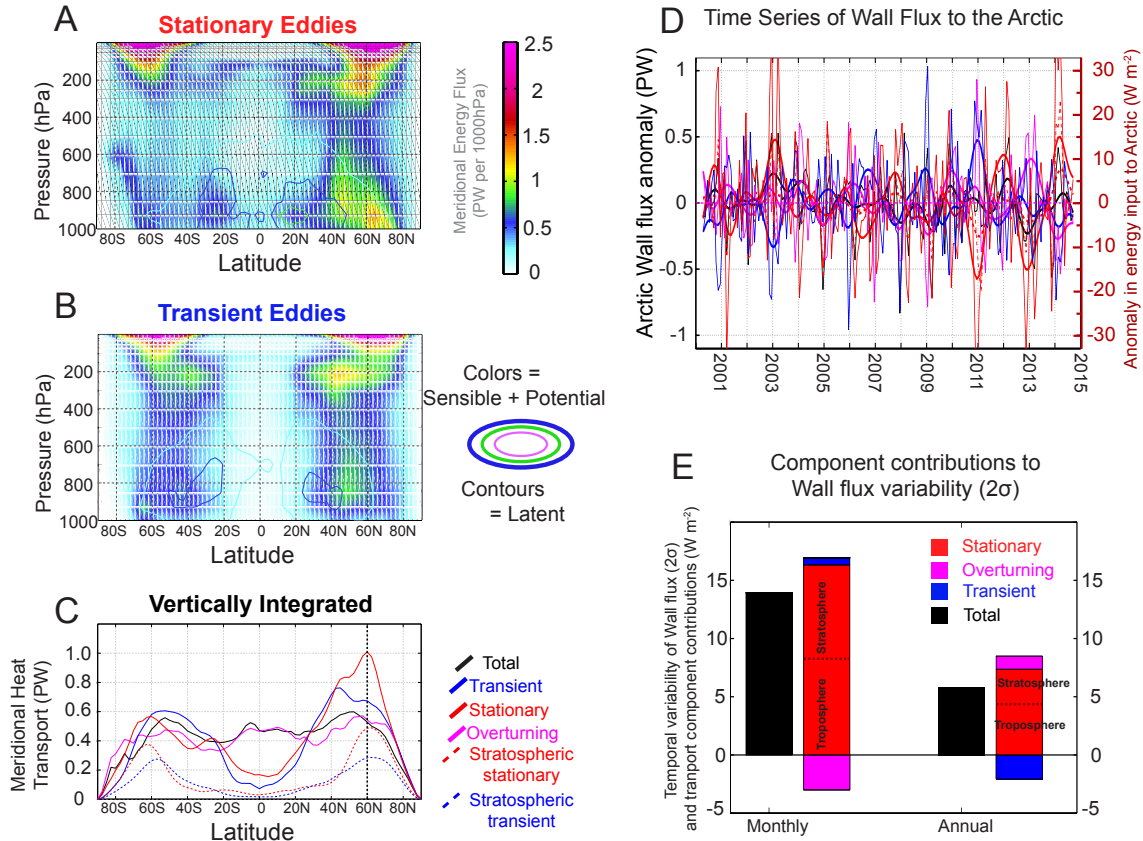 A
Stationary Eddies
Pressure (hPa)
200
400
600
800
1000
80S
60S
40S
20S
0
20N
40N
60N
80N
Latitude
2.5
2
1.5
1
0.5
0
Meridional Energy Flux
(PW per 1000hPa)
B
Transient Eddies
Pressure (hPa)
200
400
600
800
1000
80S
60S
40S
20S
0
20N
40N
60N
80N
Latitude
Colors =
Sensible + Potential
Contours
= Latent
C
Vertically Integrated
Meridional Heat
Transport (PW)
1.0
0.8
0.6
0.4
0.2
0
80S
60S
40S
20S
0
20N
40N
60N
80N
Latitude
Total
Transient
Stationary
Overturning
Stratospheric
stationary
Stratospheric
transient
D
Time Series of Wall Flux to the Arctic
Arctic Wall flux anomaly (PW)
1
0.5
0
-0.5
-1
2001
2003
2005
2007
2009
2011
2013
2015
30
20
10
0
-10
-20
-30
Anomaly in energy input to Arctic (W m-2)
E
Component contributions to
Wall flux variability (2σ)
Temporal variability of Wall flux (2σ)
and transport component contributions (W m-2)
15
10
5
0
-5
Stationary
Overturning
Transient
Total
Stratosphere
Troposphere
Stratosphere
Troposphere
15
10
5
0
-5
Monthly
Annual